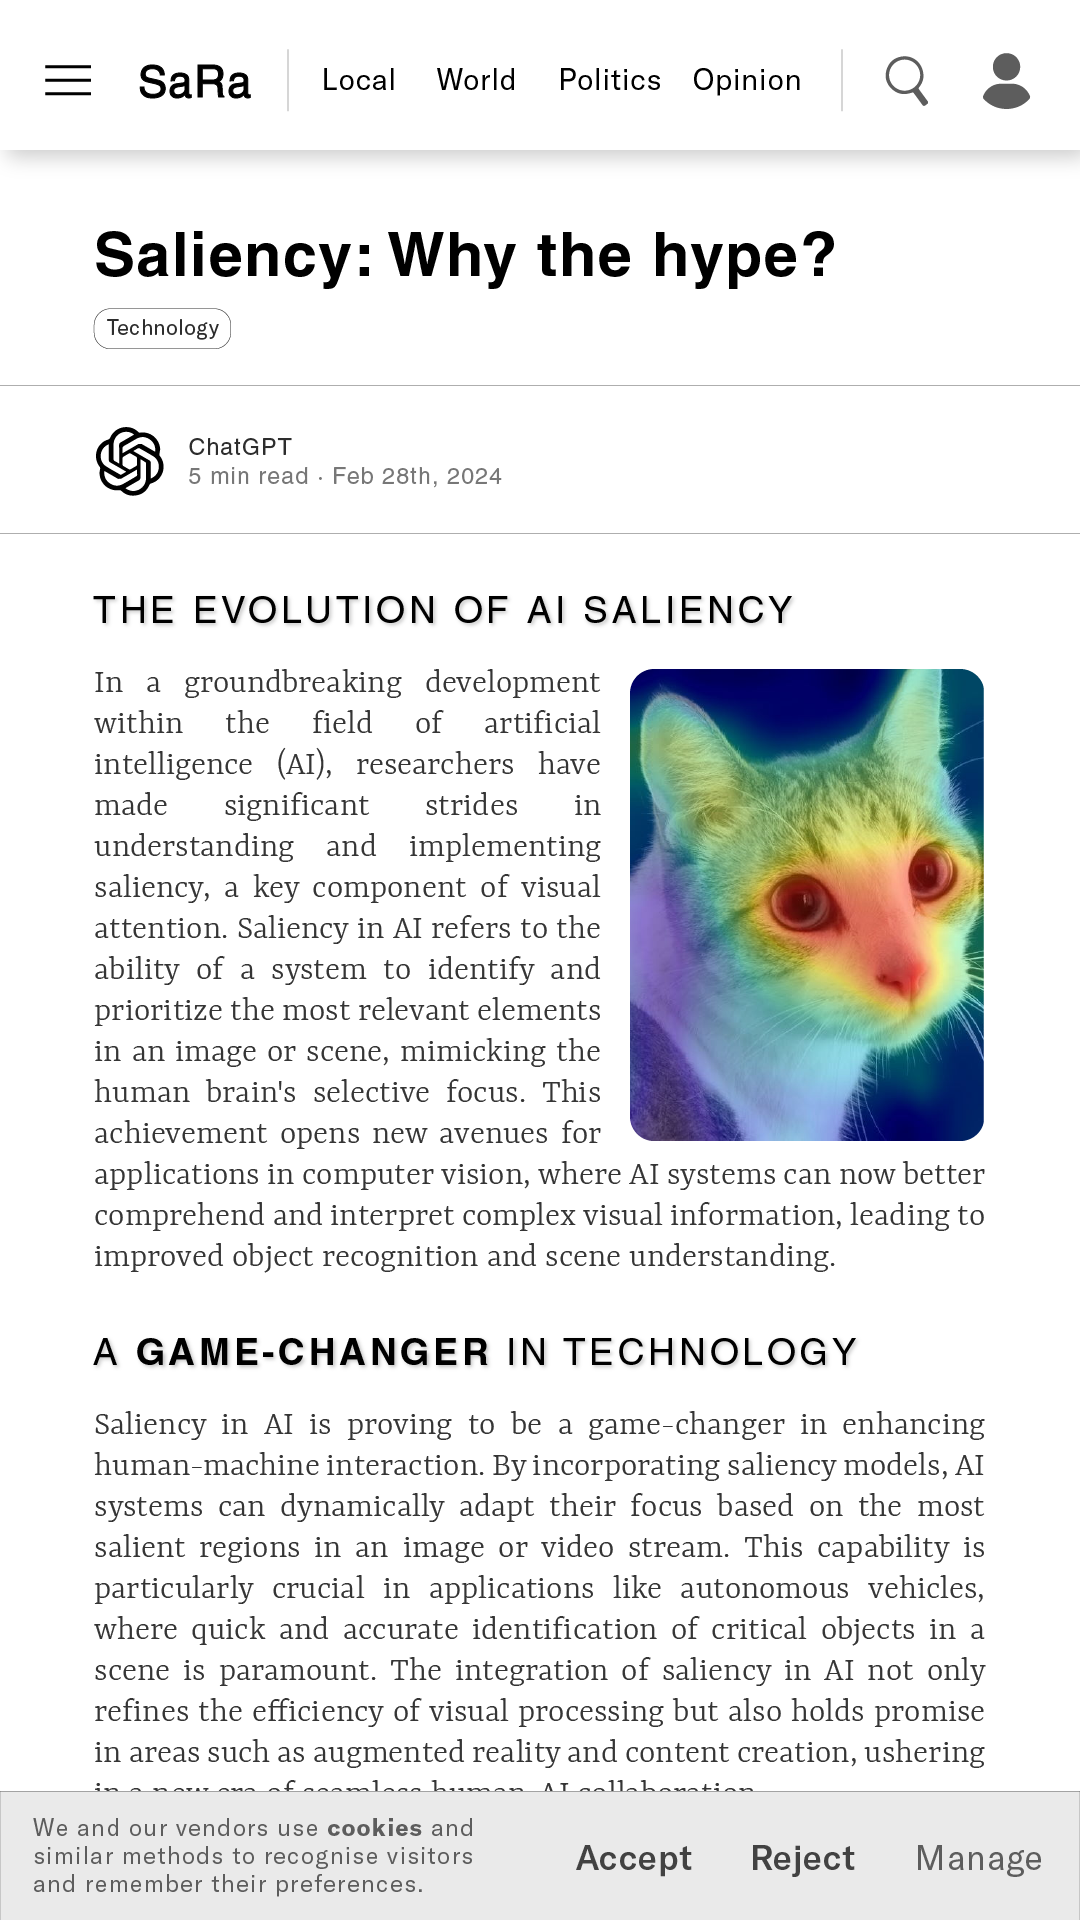 SaRa Local World Politics Opinion
Saliency: Why the hype?
Technology
ChatGPT
5 min read · Feb 28th, 2024
THE EVOLUTION OF AI SALIENCY
In a groundbreaking development
within the field of artificial
intelligence (AI), researchers have
made significant strides in
understanding and implementing
saliency, a key component of visual
attention. Saliency in AI refers to the
ability of a system to identify and
prioritize the most relevant elements
in an image or scene, mimicking the
human brain's selective focus. This
achievement opens new avenues for
applications in computer vision, where AI systems can now better
comprehend and interpret complex visual information, leading to
improved object recognition and scene understanding.
A GAME-CHANGER IN TECHNOLOGY
Saliency in AI is proving to be a game-changer in enhancing
human-machine interaction. By incorporating saliency models, AI
systems can dynamically adapt their focus based on the most
salient regions in an image or video stream. This capability is
particularly crucial in applications like autonomous vehicles,
where quick and accurate identification of critical objects in a
scene is paramount. The integration of saliency in AI not only
refines the efficiency of visual processing but also holds promise
in areas such as augmented reality and content creation, ushering
in a new era of seamless human-AI collaboration.
We and our vendors use cookies and
similar methods to recognise visitors
and remember their preferences.
Accept Reject Manage